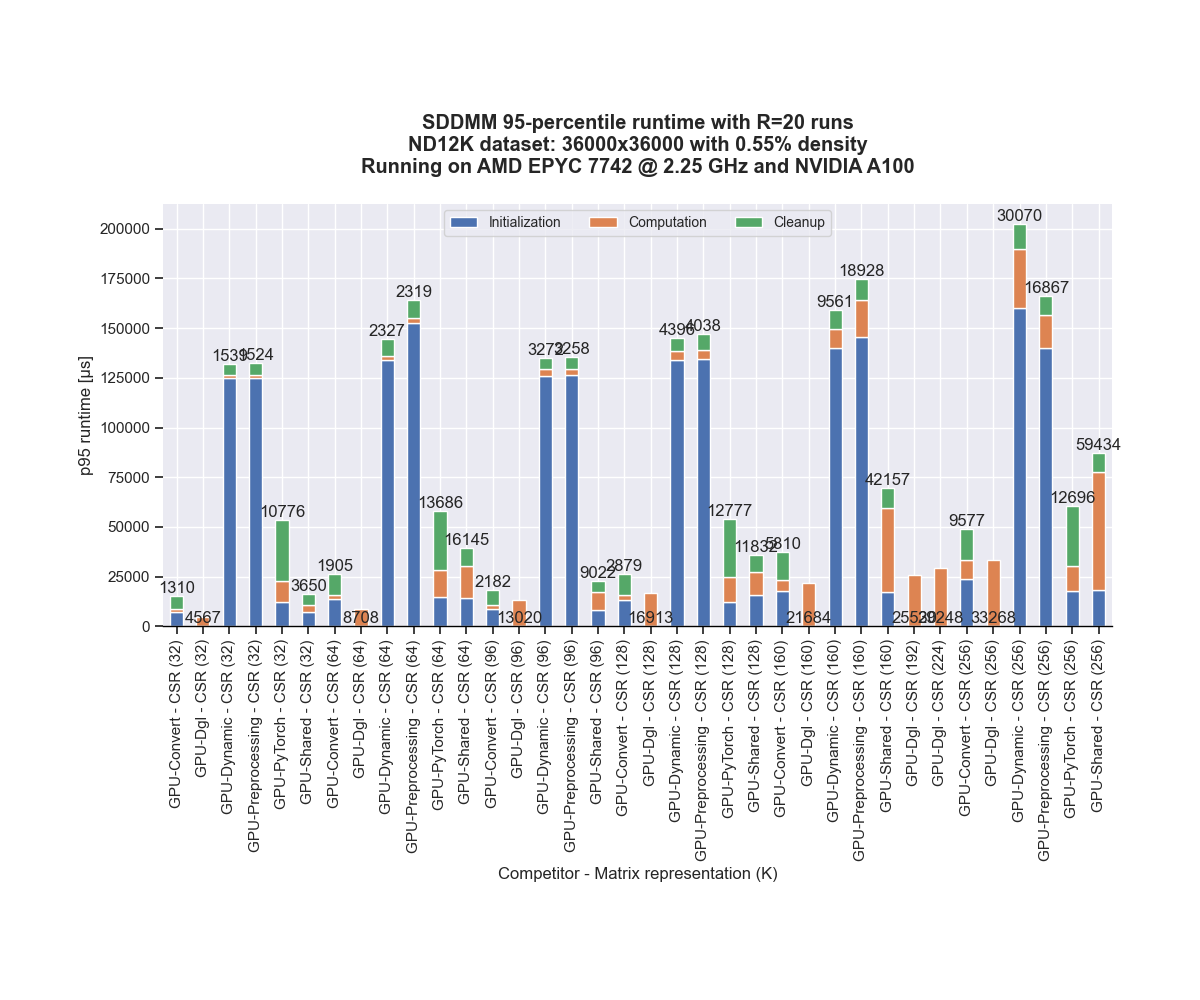 SDDMM 95-percentile runtime with R=20 runs
ND12K dataset: 36000x36000 with 0.55% density
Running on AMD EPYC 7742 @ 2.25 GHz and NVIDIA A100
Initialization
Computation
Cleanup
p95 runtime [µs]
200000
175000
150000
125000
100000
75000
50000
25000
0
1310
4567
1539
1524
10776
3650
1905
8708
2327
2319
13686
16145
2182
13020
3272
3258
9022
2879
16913
4396
4038
12777
11832
5810
21684
9561
18928
42157
25520
29248
9577
33268
30070
16867
12696
59434
GPU-Convert - CSR (32)
GPU-Dgl - CSR (32)
GPU-Dynamic - CSR (32)
GPU-Preprocessing - CSR (32)
GPU-PyTorch - CSR (32)
GPU-Shared - CSR (32)
GPU-Convert - CSR (64)
GPU-Dgl - CSR (64)
GPU-Dynamic - CSR (64)
GPU-Preprocessing - CSR (64)
GPU-PyTorch - CSR (64)
GPU-Shared - CSR (64)
GPU-Convert - CSR (96)
GPU-Dgl - CSR (96)
GPU-Dynamic - CSR (96)
GPU-Preprocessing - CSR (96)
GPU-Shared - CSR (96)
GPU-Convert - CSR (128)
GPU-Dgl - CSR (128)
GPU-Dynamic - CSR (128)
GPU-Preprocessing - CSR (128)
GPU-PyTorch - CSR (128)
GPU-Shared - CSR (128)
GPU-Convert - CSR (160)
GPU-Dgl - CSR (160)
GPU-Dynamic - CSR (160)
GPU-Preprocessing - CSR (160)
GPU-Shared - CSR (160)
GPU-Dgl - CSR (192)
GPU-Dgl - CSR (224)
GPU-Convert - CSR (256)
GPU-Dgl - CSR (256)
GPU-Dynamic - CSR (256)
GPU-Preprocessing - CSR (256)
GPU-PyTorch - CSR (256)
GPU-Shared - CSR (256)
Competitor - Matrix representation (K)